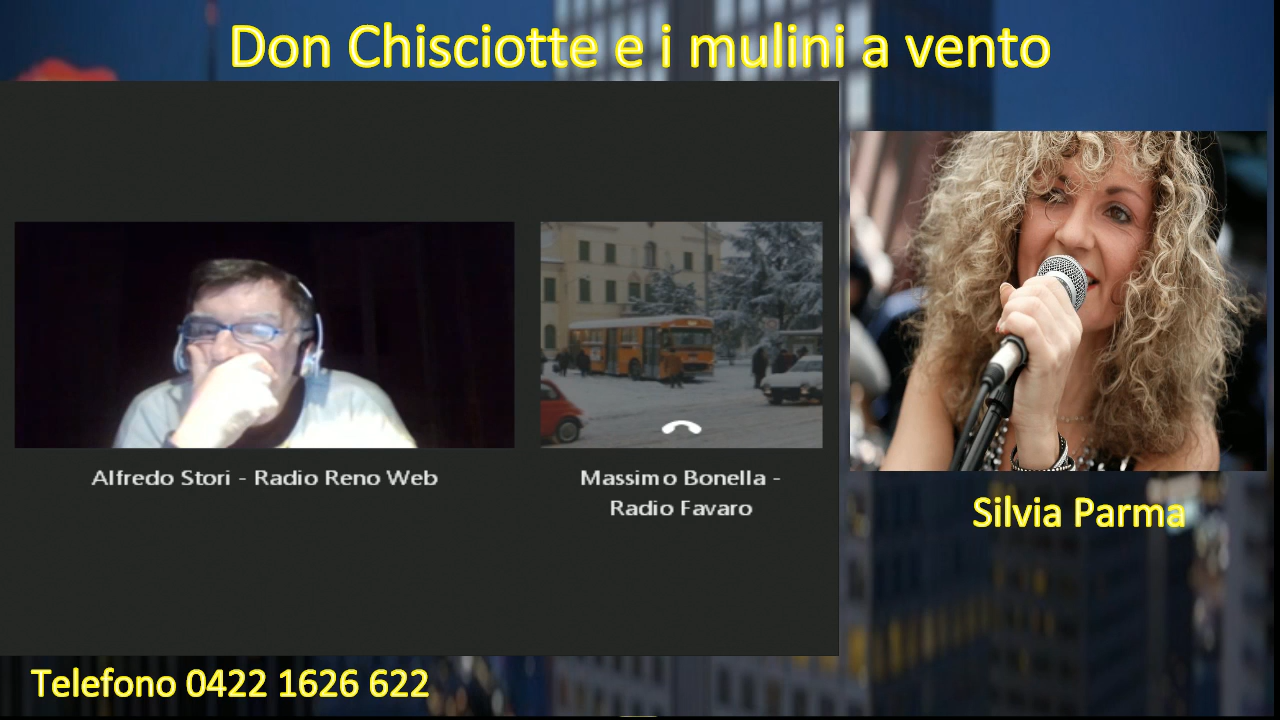 Don Chisciotte e i mulini a vento
Alfredo Stori - Radio Reno Web
Massimo Bonella -
Radio Favaro
Silvia Parma
Telefono 0422 1626 622